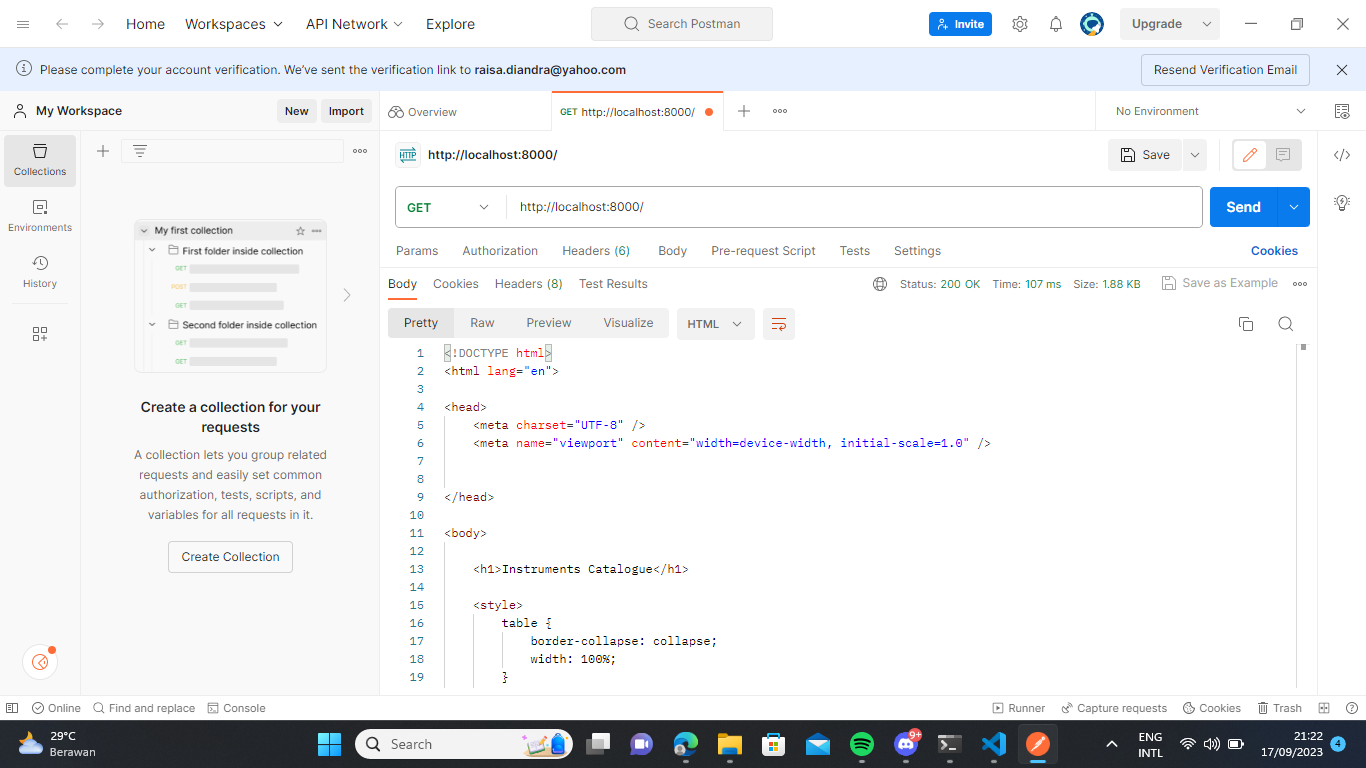 Home Workspaces API Network Explore Search Postman Invite Upgrade
Please complete your account verification. We've sent the verification link to raisa.diandra@yahoo.com Resend Verification Email
My Workspace New Import
Overview GET http://localhost:8000/ No Environment
Collections
Environments
History
My first collection
First folder inside collection
GET
POST
GET
Second folder inside collection
GET
GET
Create a collection for your
requests
A collection lets you group related
requests and easily set common
authorization, tests, scripts, and
variables for all requests in it.
Create Collection
HTTP http://localhost:8000/ Save
GET http://localhost:8000/ Send
Params Authorization Headers (6) Body Pre-request Script Tests Settings Cookies
Body Cookies Headers (8) Test Results Status: 200 OK Time: 107 ms Size: 1.88 KB Save as Example
Pretty Raw Preview Visualize HTML
1 <!DOCTYPE html>
2 <html lang="en">
3
4 <head>
5 <meta charset="UTF-8" />
6 <meta name="viewport" content="width=device-width, initial-scale=1.0" />
7
8
9 </head>
10
11 <body>
12
13 <h1>Instruments Catalogue</h1>
14
15 <style>
16 table {
17 border-collapse: collapse;
18 width: 100%;
19 }
Online Find and replace Console Runner Capture requests Cookies Trash
29°C
Berawan
Search
9+
ENG
INTL
21:22
17/09/2023
4